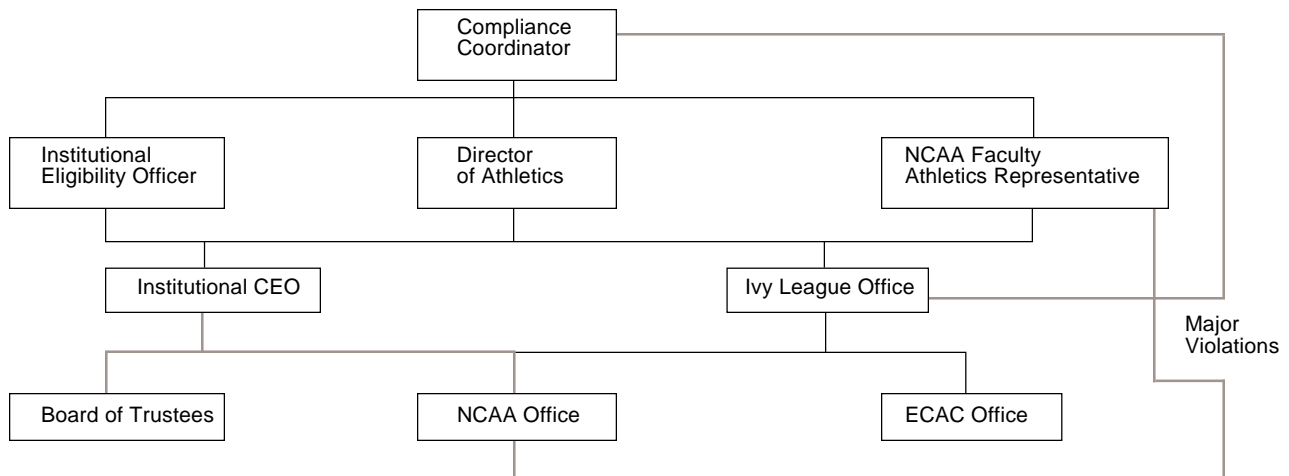 Compliance
Coordinator
Institutional
Eligibility Officer
Director
of Athletics
NCAA Faculty
Athletics Representative
Institutional CEO
Ivy League Office
Major
Violations
Board of Trustees
NCAA Office
ECAC Office